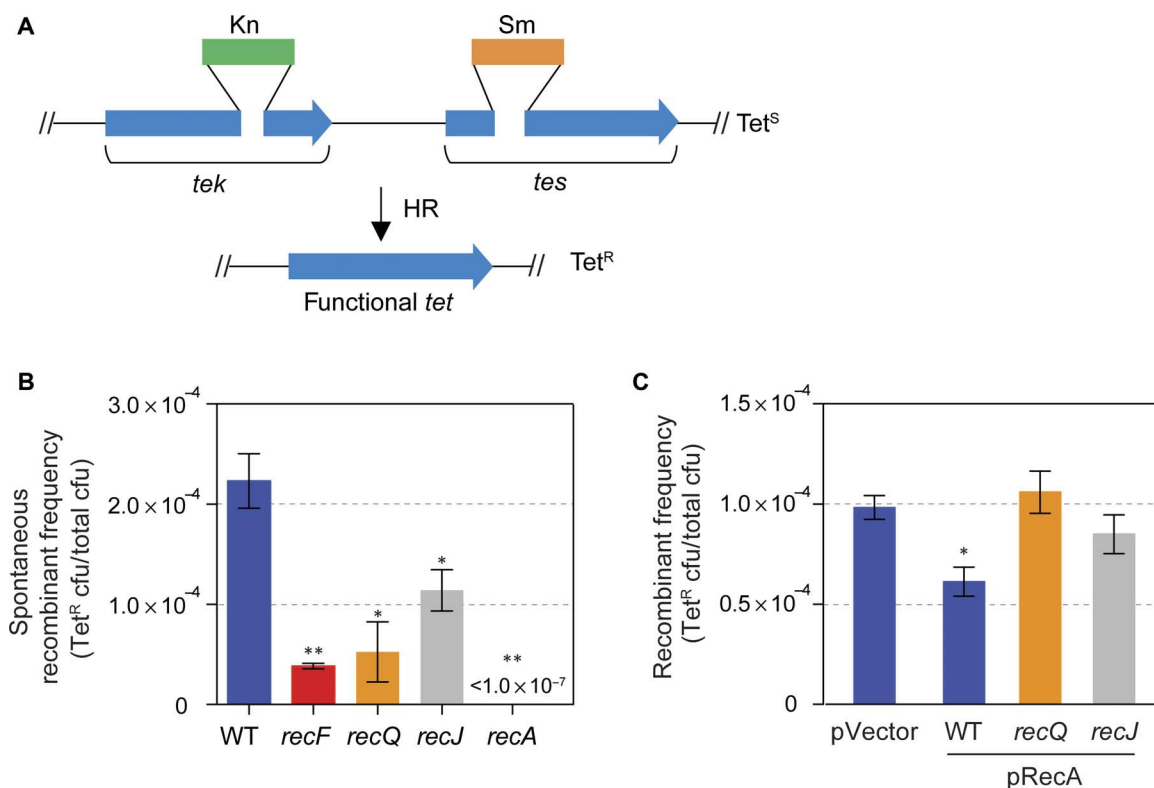 A
Kn
Sm
// // Tet^S
tek
tes
HR
// // Tet^R
Functional tet
B
Spontaneous
recombinant frequency
(Tet^R cfu/total cfu)
3.0 × 10^−4
2.0 × 10^−4
1.0 × 10^−4
0
**
*
*
**
<1.0 × 10^−7
WT recF recQ recJ recA
C
Recombinant frequency
(Tet^R cfu/total cfu)
1.5 × 10^−4
1.0 × 10^−4
0.5 × 10^−4
0
*
pVector WT recQ recJ
pRecA